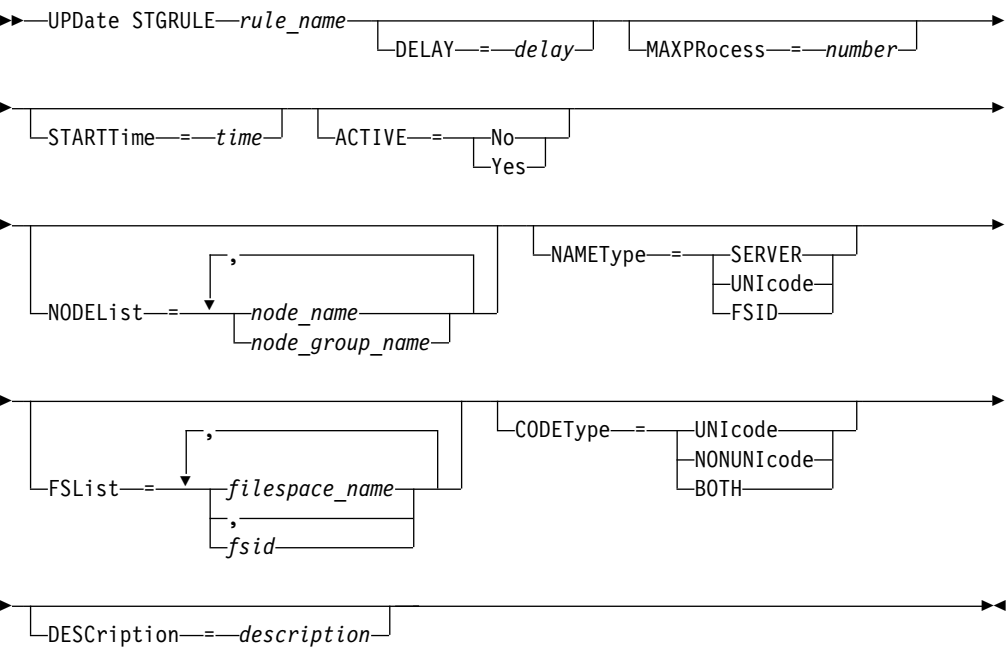 UPDate STGRULE rule_name
DELAY = delay
MAXPRocess = number
STARTTime = time
ACTIVE = No
Yes
NODEList = , node_name
node_group_name
NAMEType = SERVER
UNIcode
FSID
FSList = , filespace_name
,
fsid
CODEType = UNIcode
NONUNIcode
BOTH
DESCription = description